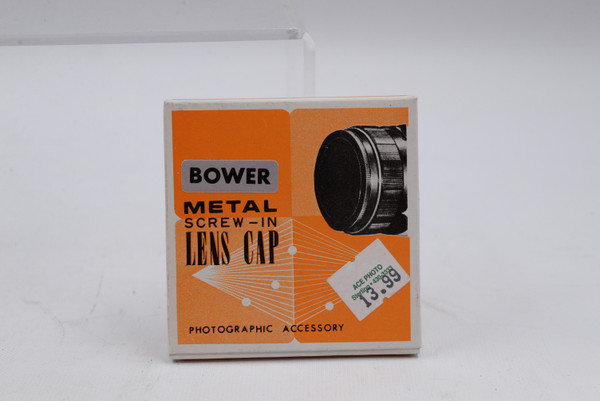 BOWER
METAL
SCREW-IN
LENS CAP
ACE PHOTO
13.99
PHOTOGRAPHIC ACCESSORY